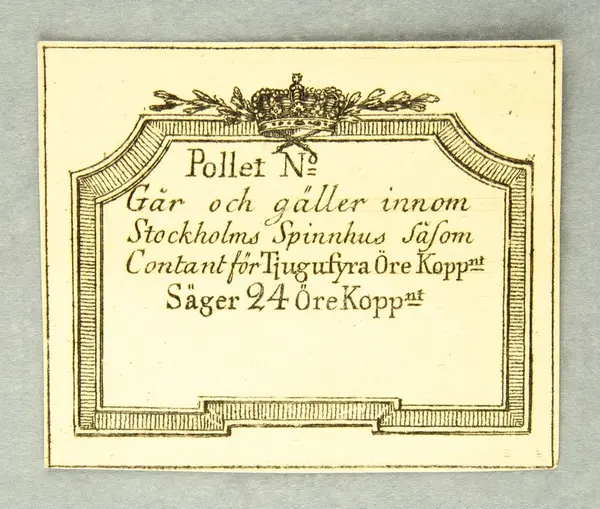 Pollet No
Går och gäller innom
Stockholms Spinnhus såſom
Contant för Tjugufyra Öre Koppnt
Säger 24 Öre Koppnt